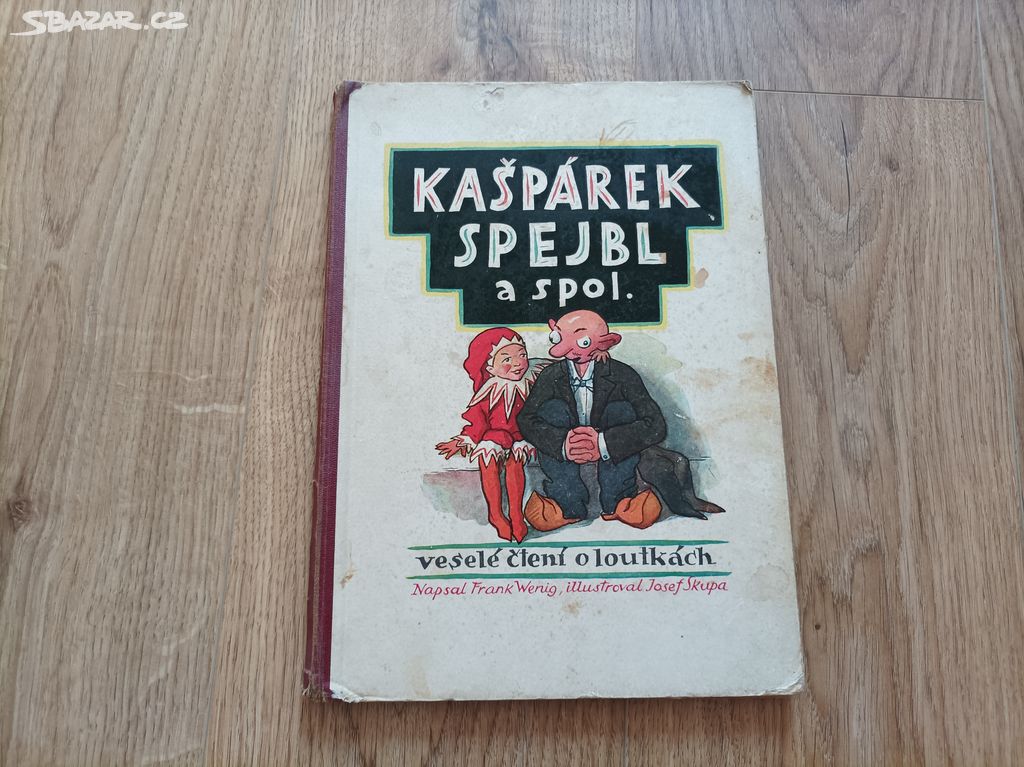 SBAZAR.CZ
KAŠPÁREK
SPEJBL
a spol.
veselé čtení o loutkách
Napsal Frank Wenig, illustroval Josef Skupa